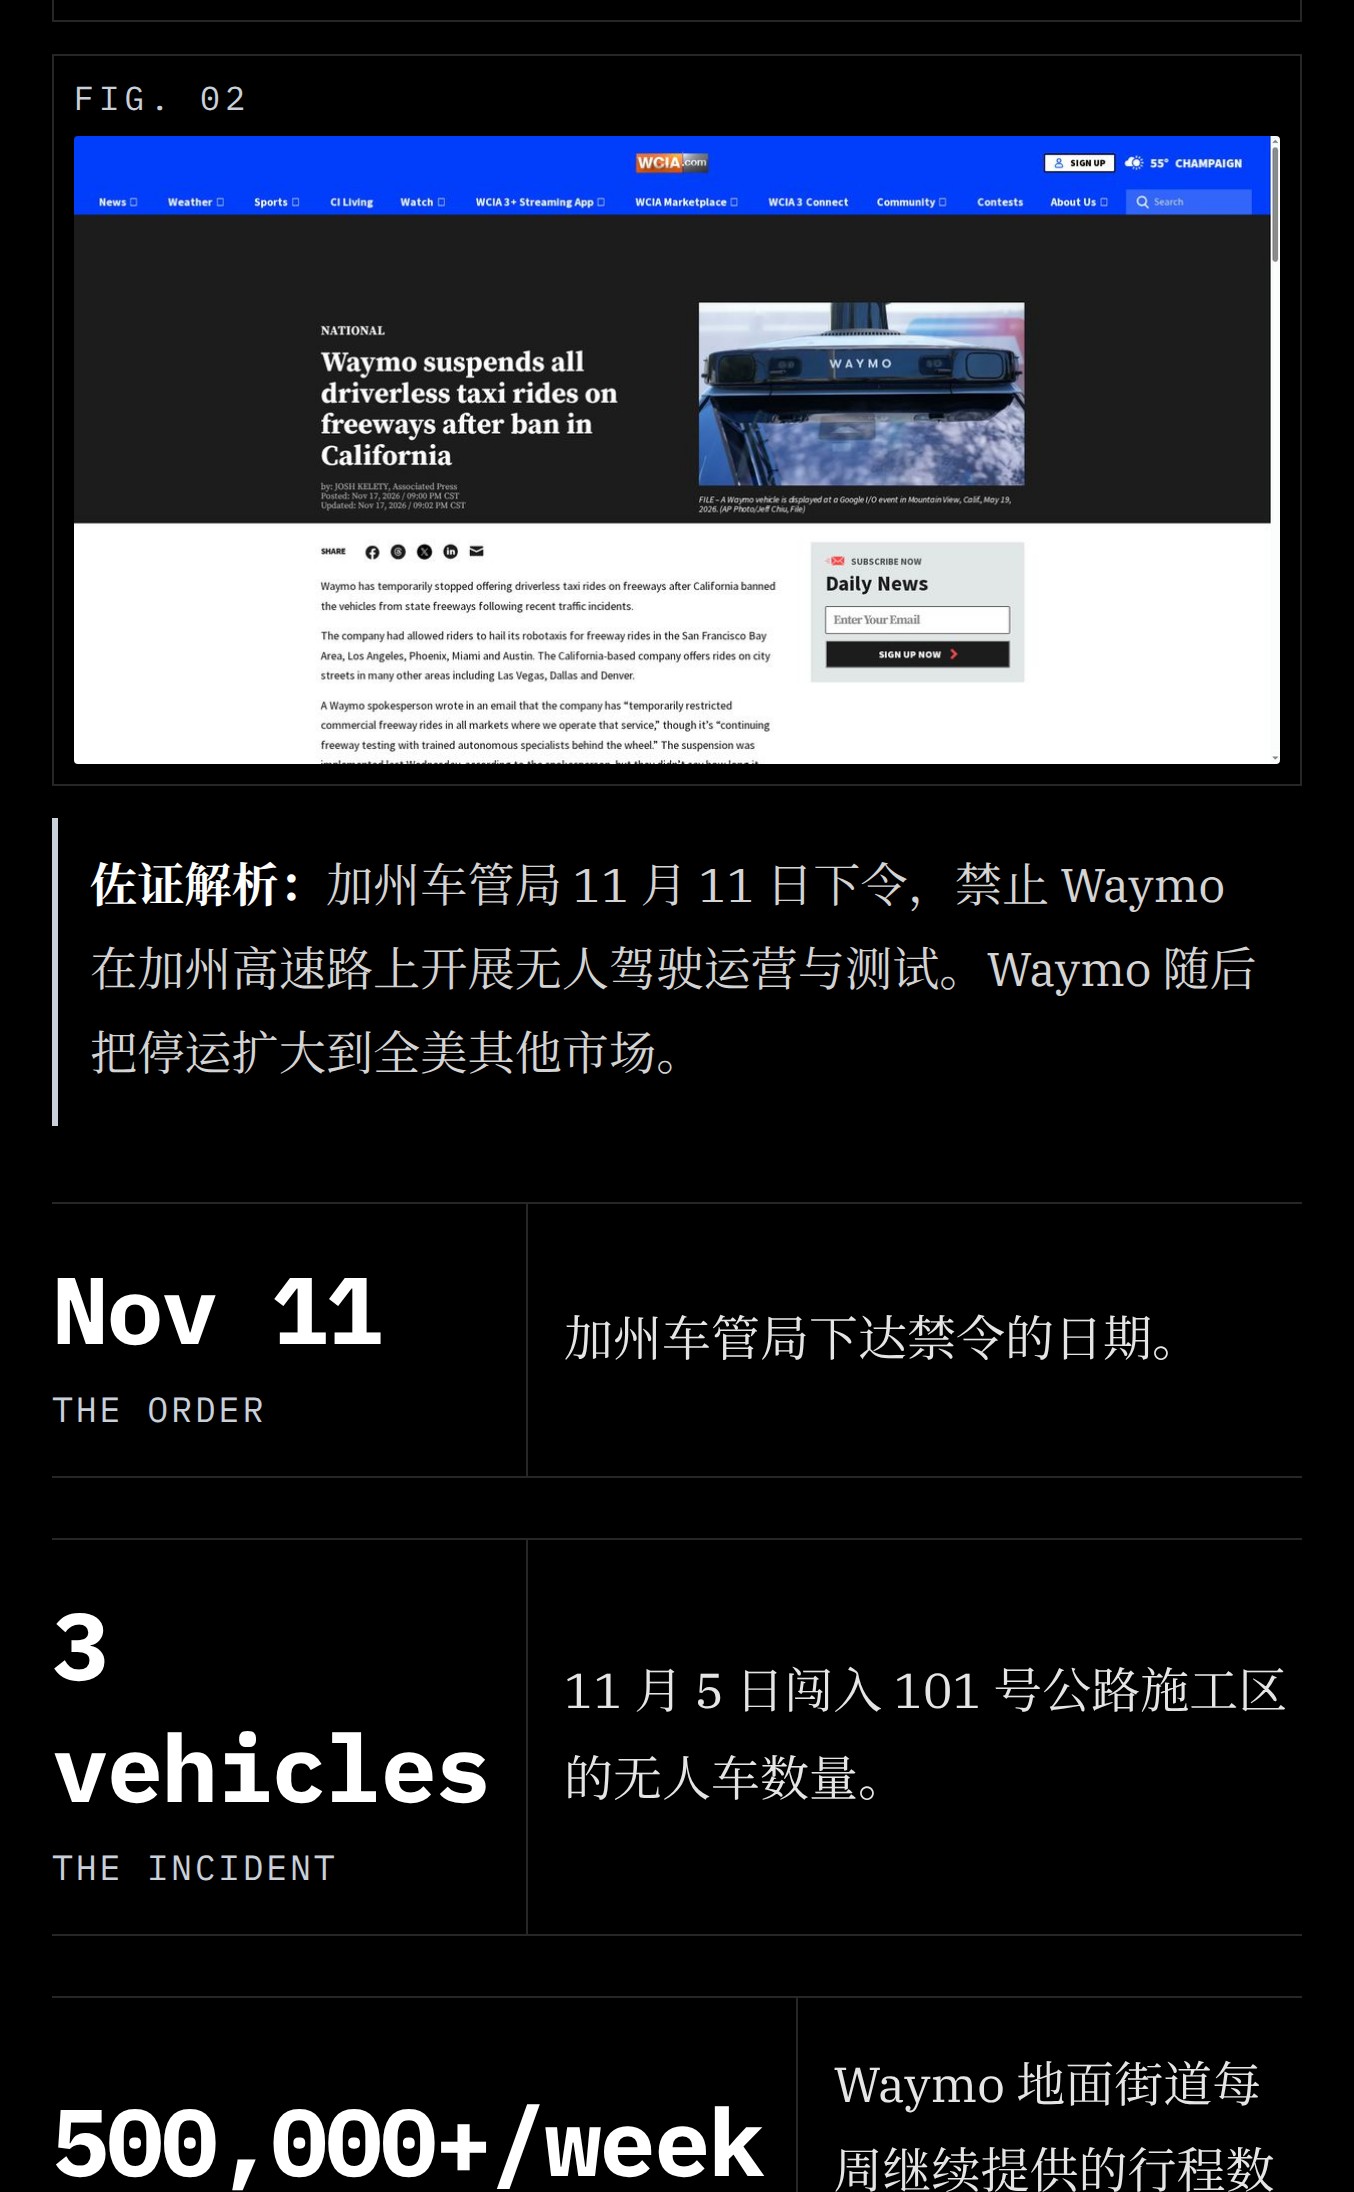 FIG. 02
WCIA.com
SIGN UP
55° CHAMPAIGN
News
Weather
Sports
CI Living
Watch
WCIA 3+ Streaming App
WCIA Marketplace
WCIA 3 Connect
Community
Contests
About Us
Search
NATIONAL
Waymo suspends all
driverless taxi rides on
freeways after ban in
California
by: JOSH KELETY, Associated Press
Posted: Nov 17, 2026 / 09:00 PM CST
Updated: Nov 17, 2026 / 09:02 PM CST
WAYMO
FILE – A Waymo vehicle is displayed at a Google I/O event in Mountain View, Calif., May 19,
2026. (AP Photo/Jeff Chiu, File)
SHARE
Waymo has temporarily stopped offering driverless taxi rides on freeways after California banned
the vehicles from state freeways following recent traffic incidents.
The company had allowed riders to hail its robotaxis for freeway rides in the San Francisco Bay
Area, Los Angeles, Phoenix, Miami and Austin. The California-based company offers rides on city
streets in many other areas including Las Vegas, Dallas and Denver.
A Waymo spokesperson wrote in an email that the company has “temporarily restricted
commercial freeway rides in all markets where we operate that service,” though it’s “continuing
freeway testing with trained autonomous specialists behind the wheel.” The suspension was
implemented last Wednesday, according to the spokesperson, but they didn’t say how long it
SUBSCRIBE NOW
Daily News
Enter Your Email
SIGN UP NOW
佐证解析：加州车管局 11 月 11 日下令，禁止 Waymo
在加州高速路上开展无人驾驶运营与测试。Waymo 随后
把停运扩大到全美其他市场。
Nov 11
THE ORDER
加州车管局下达禁令的日期。
3
vehicles
THE INCIDENT
11 月 5 日闯入 101 号公路施工区
的无人车数量。
500,000+/week
Waymo 地面街道每
周继续提供的行程数